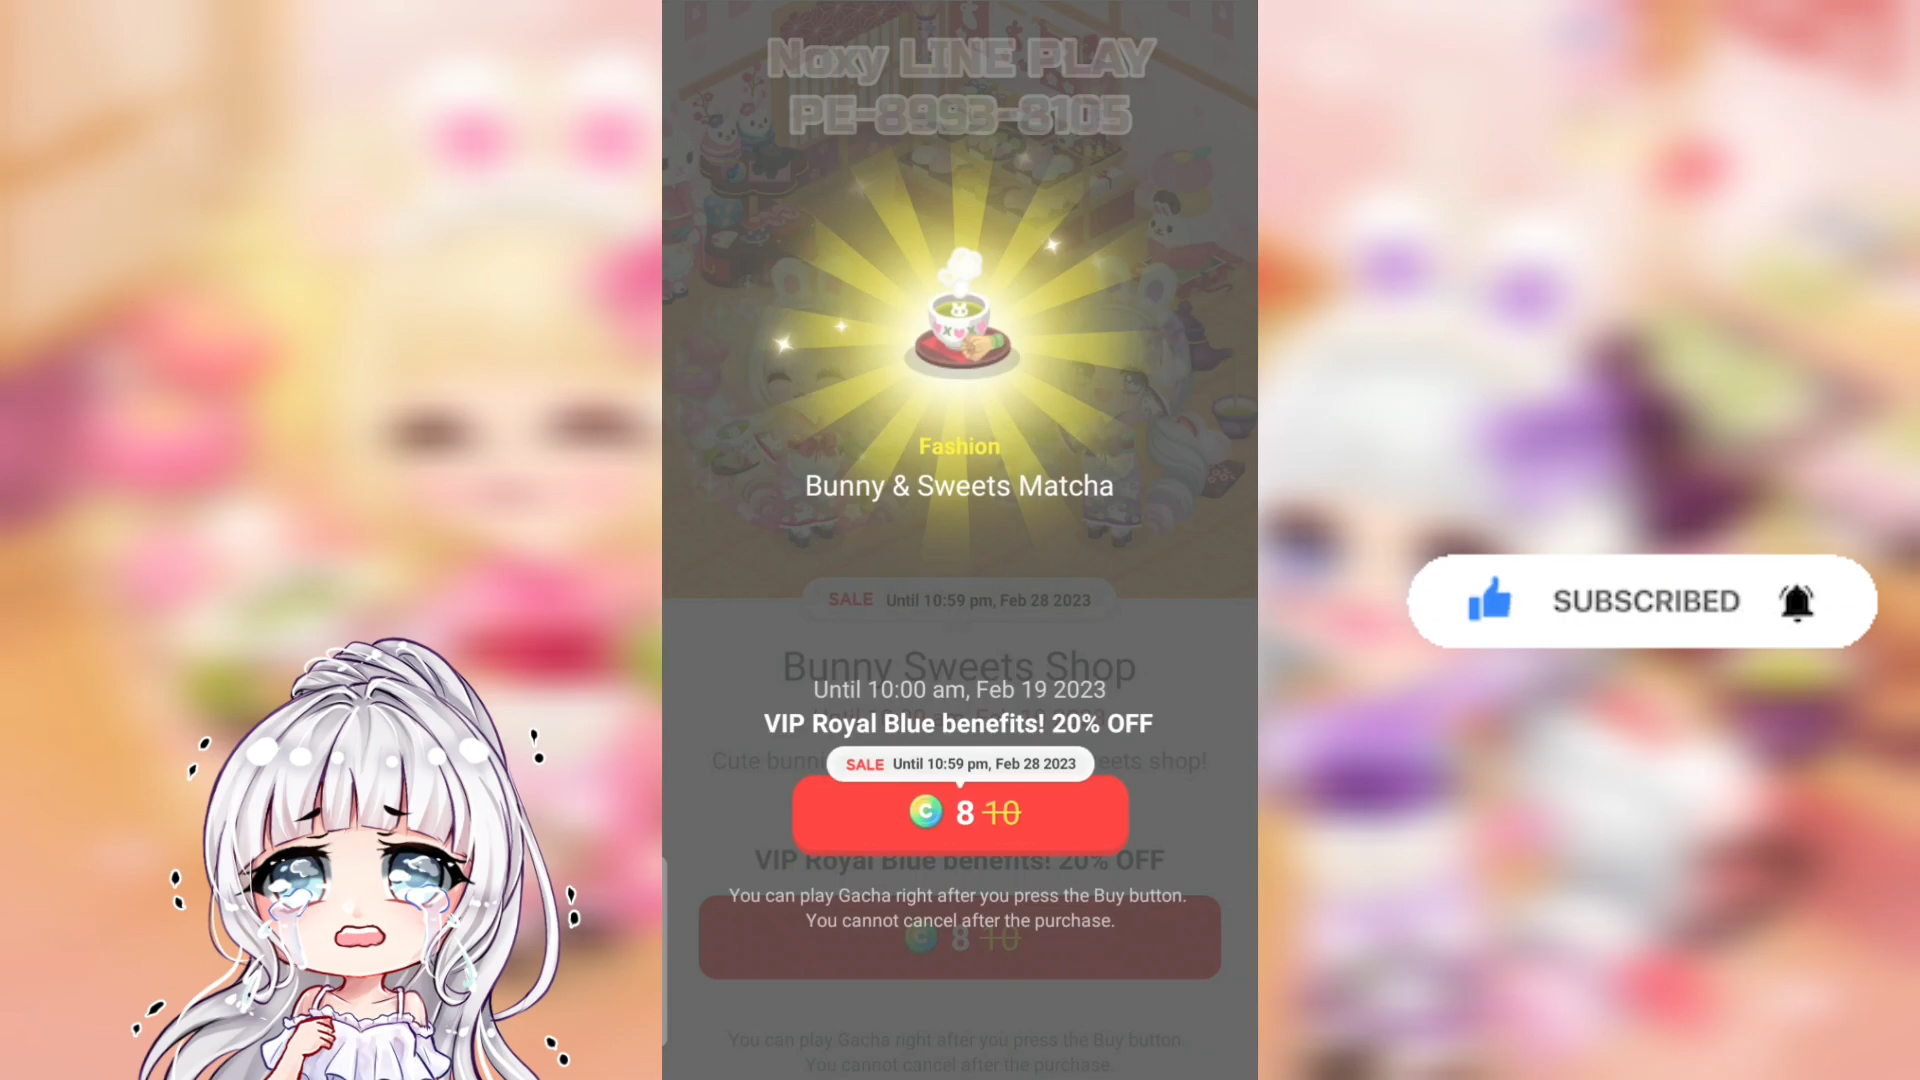 Noxy LINE PLAY
PE-8993-8105
Fashion
Bunny & Sweets Matcha
SALE Until 10:59 pm, Feb 28 2023
Bunny Sweets Shop
Until 10:00 am, Feb 19 2023
VIP Royal Blue benefits! 20% OFF
Cute bunni
eets shop!
SALE Until 10:59 pm, Feb 28 2023
C 8 10
VIP Royal Blue benefits! 20% OFF
You can play Gacha right after you press the Buy button.
You cannot cancel after the purchase.
C 8 10
You can play Gacha right after you press the Buy button.
You cannot cancel after the purchase.
SUBSCRIBED